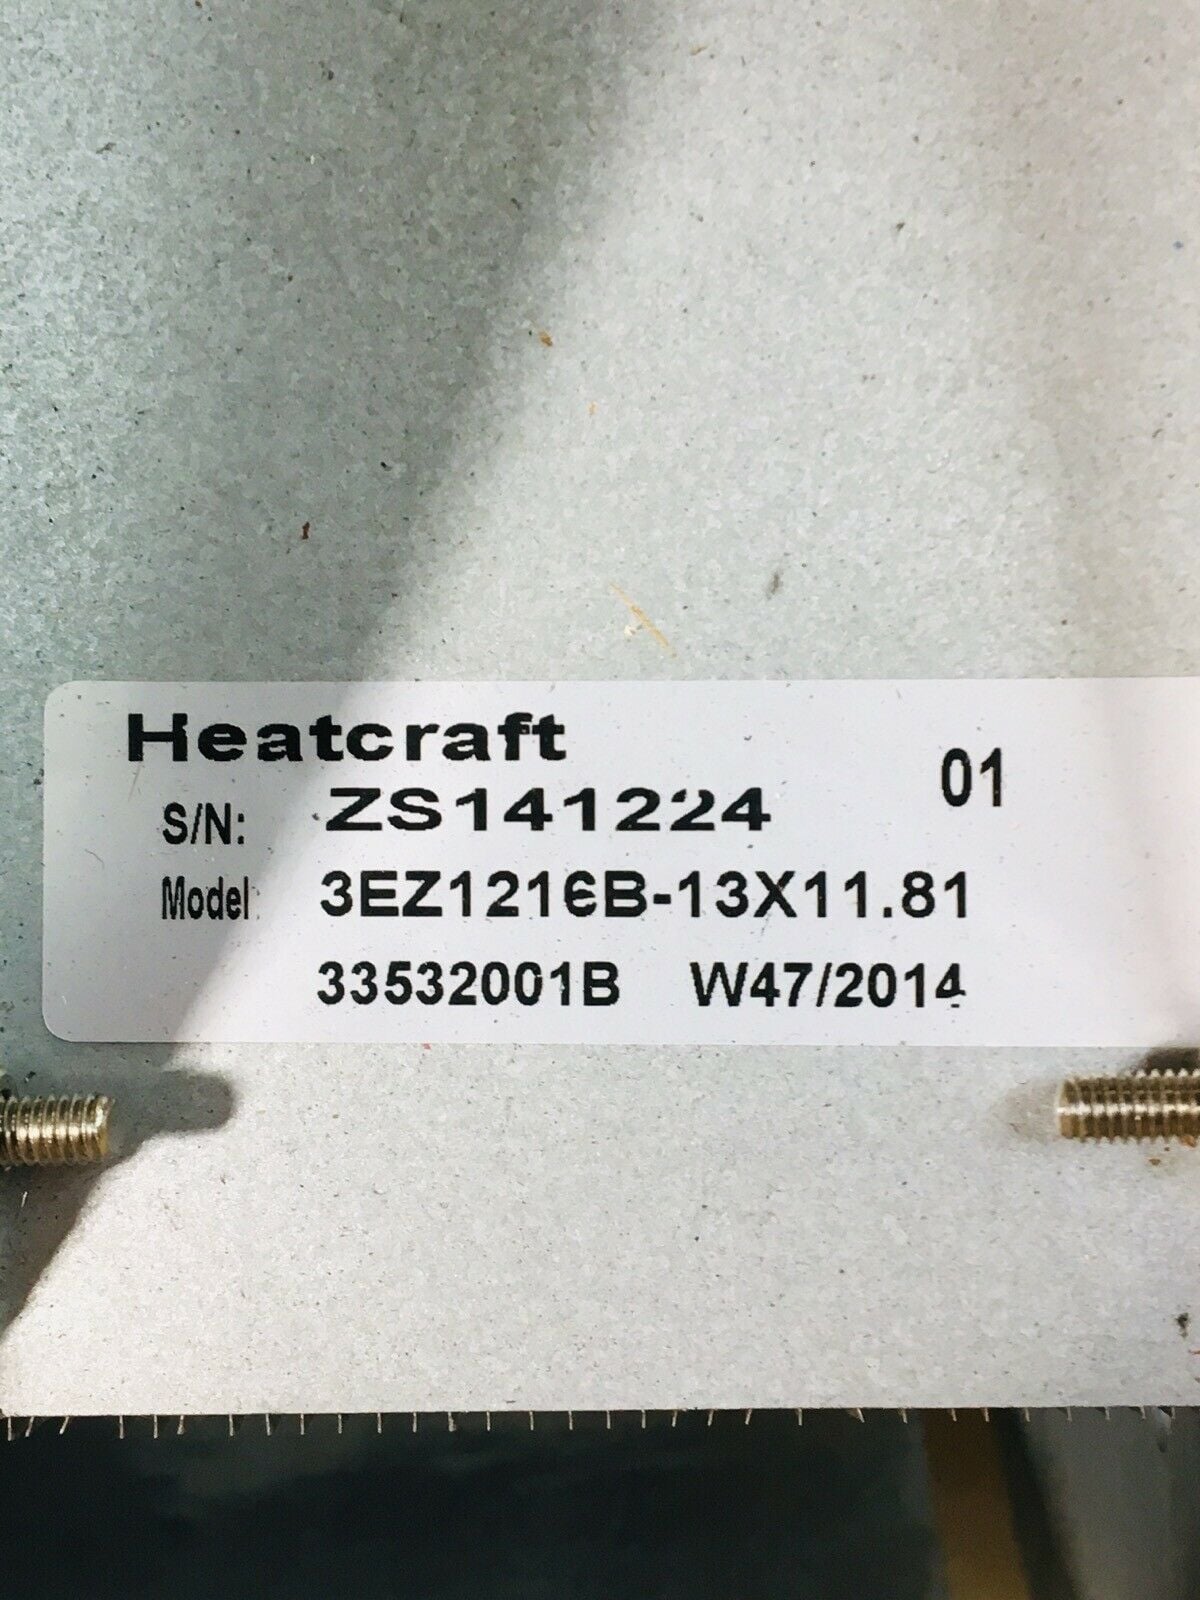 Heatcraft
01
S/N: ZS141224
Model: 3EZ1216B-13X11.81
33532001B W47/2014